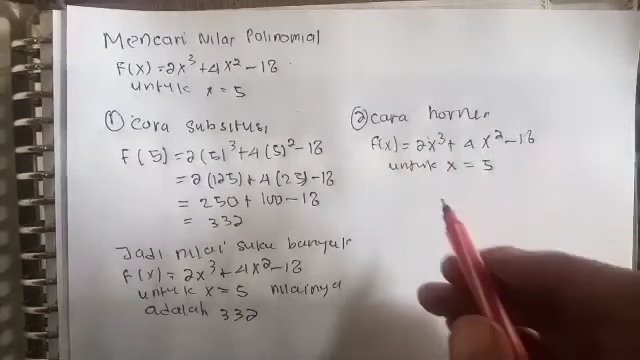 Mencari Nilai Polinomial
F(x) = 2x³ + 4x² - 18
untuk x = 5
① Cara subsitusi
F(5) = 2(5)³ + 4(5)² - 18
= 2(125) + 4(25) - 18
= 250 + 100 - 18
= 332
Jadi nilai suku banyak
F(x) = 2x³ + 4x² - 18
untuk x = 5 nilainya
adalah 332
② cara horner
f(x) = 2x³ + 4x² - 18
untuk x = 5